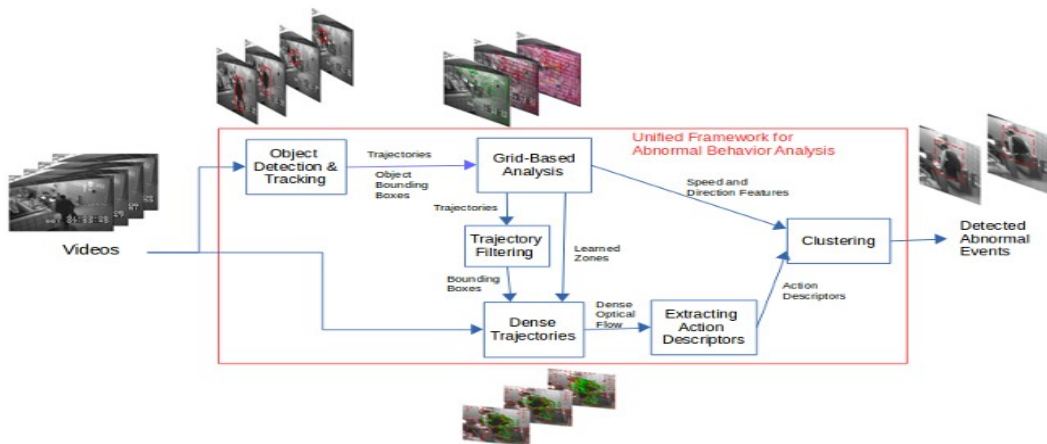 Unified Framework for
Abnormal Behavior Analysis
Object
Detection &
Tracking
Trajectories
Object
Bounding
Boxes
Grid-Based
Analysis
Speed and
Direction Features
Trajectories
Videos
Trajectory
Filtering
Learned
Zones
Clustering
Detected
Abnormal
Events
Bounding
Boxes
Dense
Trajectories
Dense
Optical
Flow
Extracting
Action
Descriptors
Action
Descriptors